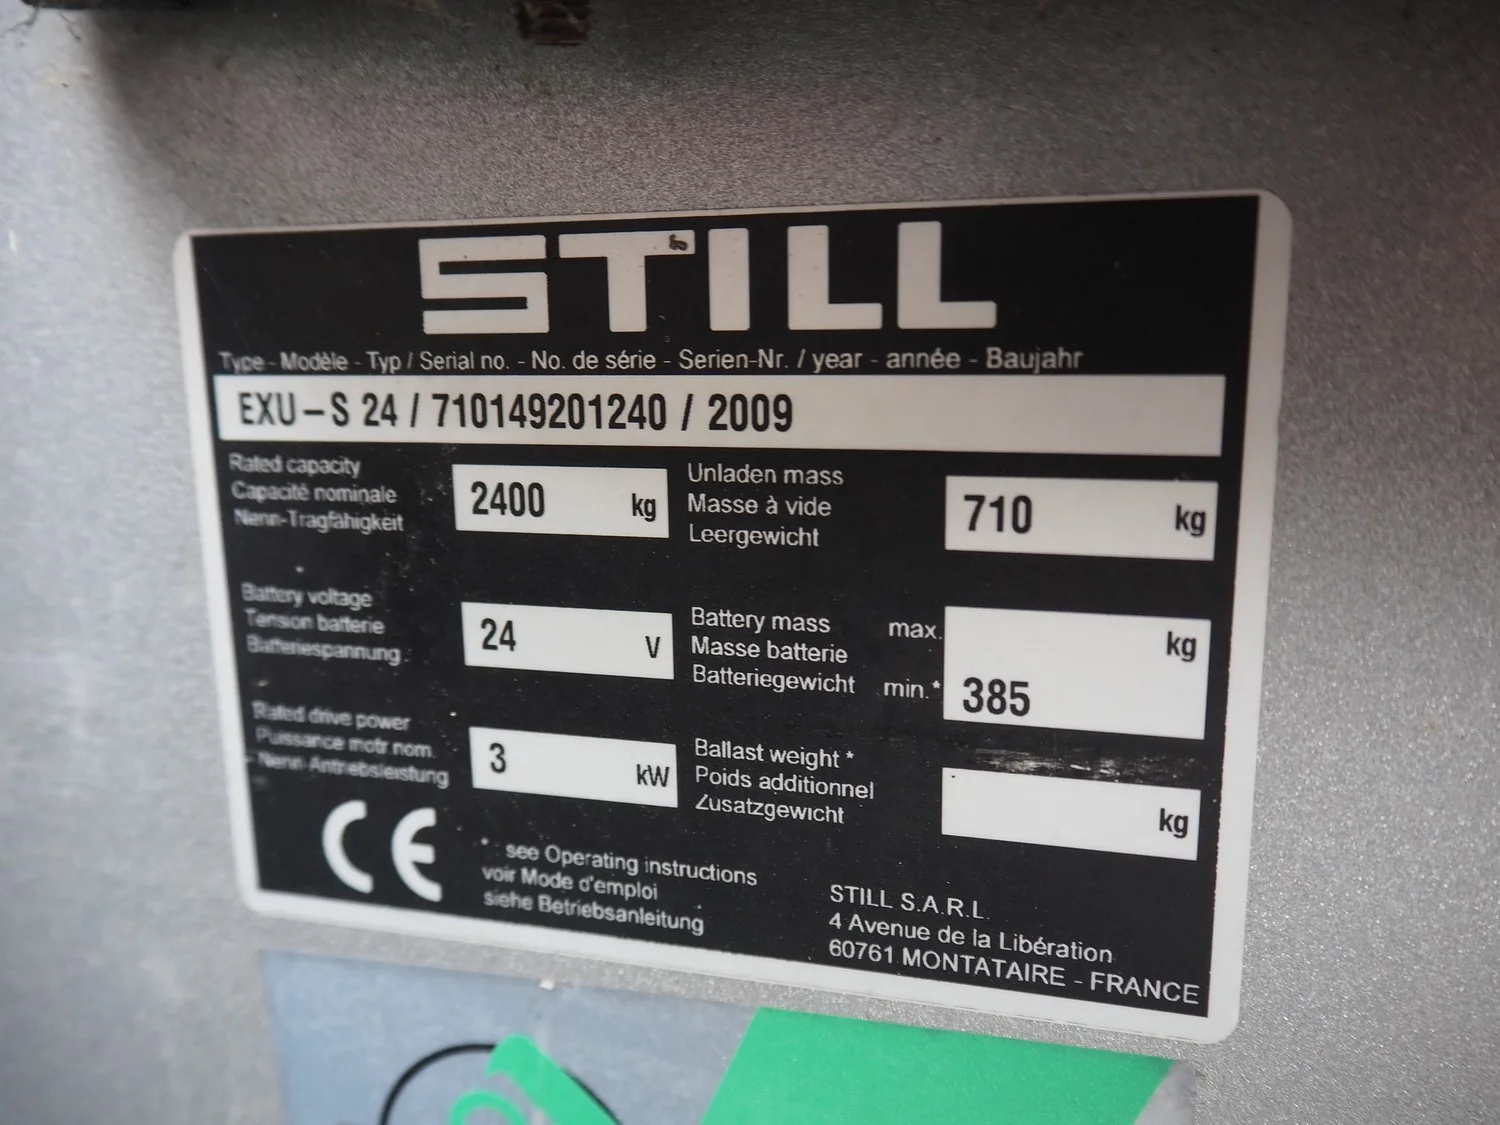 STILL
Type - Modèle - Typ / Serial no. - No. de série - Serien-Nr. / year - année - Baujahr
EXU - S 24 / 710149201240 / 2009
Rated capacity
Capacité nominale
Nenn-Tragfähigkeit
2400 kg
Unladen mass
Masse à vide
Leergewicht
710 kg
Battery voltage
Tension batterie
Batteriespannung
24 V
Battery mass max. kg
Masse batterie
Batteriegewicht min.* 385
Rated drive power
Puissance motr nom.
Nenn Antriebsleistung
3 kW
Ballast weight *
Poids additionnel
Zusatzgewicht
kg
CE
* see Operating instructions
voir Mode d'emploi
siehe Betriebsanleitung
STILL S.A.R.L.
4 Avenue de la Libération
60761 MONTATAIRE - FRANCE